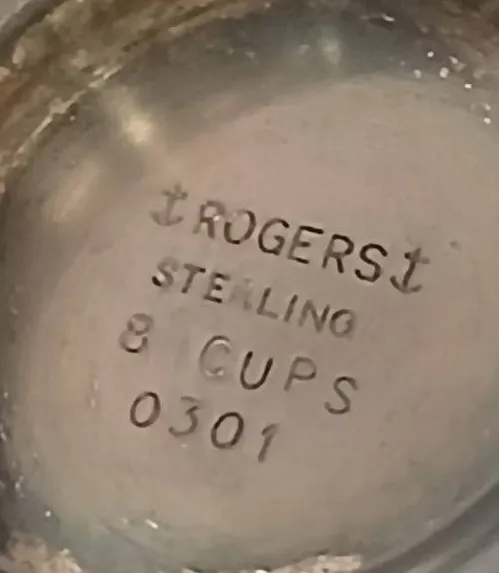 ⚓ROGERS⚓
STERLING
8 CUPS
0301